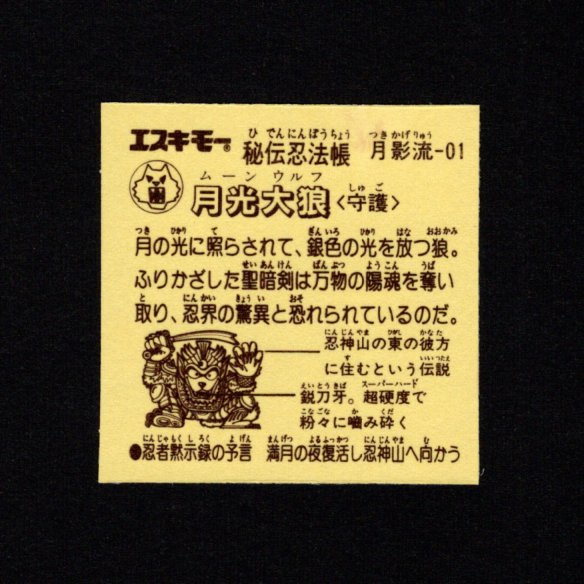 エスキモー® 秘伝忍法帳 月影流-01
月光大狼〈守護〉
月の光に照らされて、銀色の光を放つ狼。
ふりかざした聖暗剣は万物の陽魂を奪い
取り、忍界の驚異と恐れられているのだ。
忍神山の東の彼方
に住むという伝説
鋭刀牙。超硬度で
粉々に噛み砕く
●忍者黙示録の予言 満月の夜復活し忍神山へ向かう